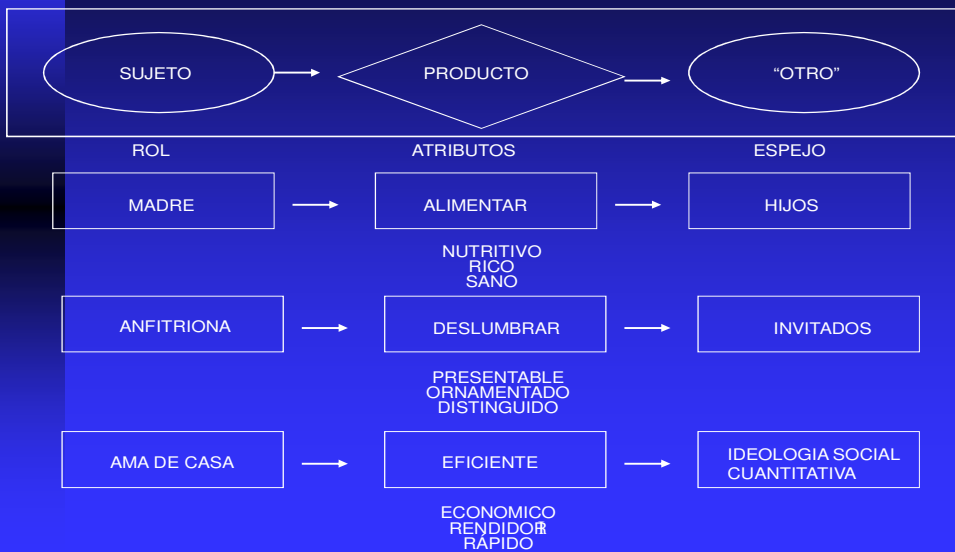 SUJETO PRODUCTO “OTRO”
ROL ATRIBUTOS ESPEJO
MADRE ALIMENTAR HIJOS
NUTRITIVO
RICO
SANO
ANFITRIONA DESLUMBRAR INVITADOS
PRESENTABLE
ORNAMENTADO
DISTINGUIDO
AMA DE CASA EFICIENTE IDEOLOGIA SOCIAL
CUANTITATIVA
ECONOMICO
RENDIDOR
RÁPIDO